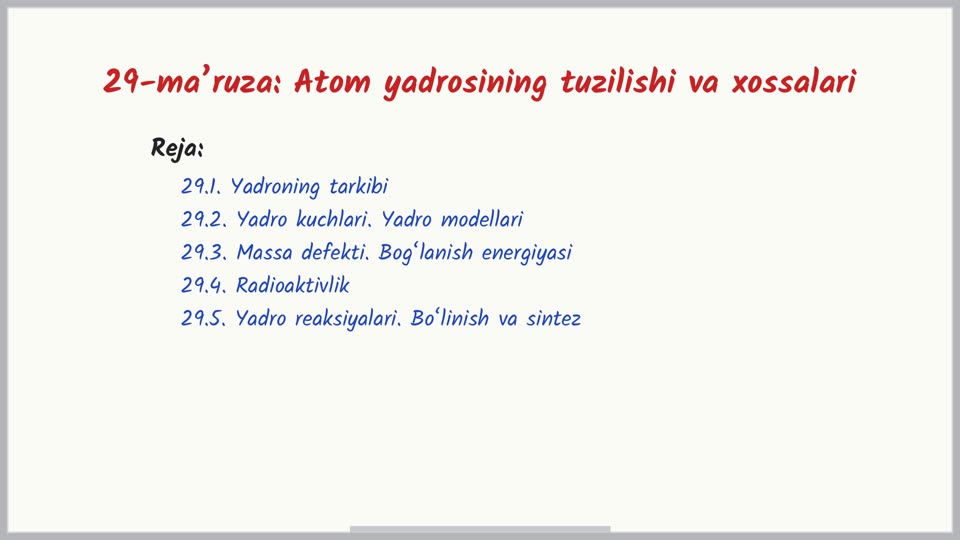 29-ma’ruza: Atom yadrosining tuzilishi va xossalari
Reja:
29.1. Yadroning tarkibi
29.2. Yadro kuchlari. Yadro modellari
29.3. Massa defekti. Bog‘lanish energiyasi
29.4. Radioaktivlik
29.5. Yadro reaksiyalari. Bo‘linish va sintez